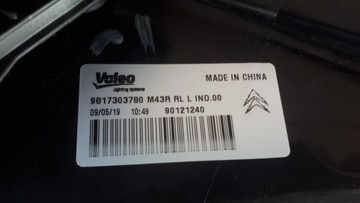 Valeo
Lighting Systems
MADE IN CHINA
9817303780 M43R RL L IND.00
09/05/19 10:49 90121240